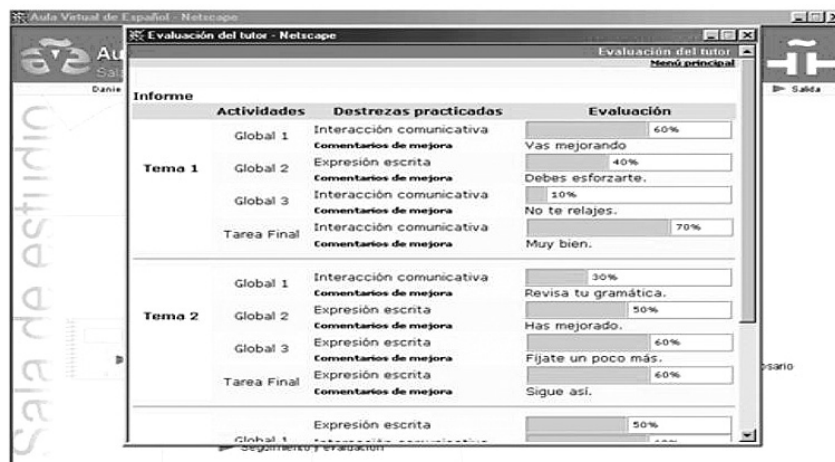 Aula Virtual de Español - Netscape
Evaluación del tutor - Netscape
Evaluación del tutor
Menú principal
Au
Sala
Danie
Salida
Informe
Actividades Destrezas practicadas Evaluación
Tema 1
Global 1 Interacción comunicativa 60%
Comentarios de mejora Vas mejorando
Global 2 Expresión escrita 40%
Comentarios de mejora Debes esforzarte.
Global 3 Interacción comunicativa 10%
Comentarios de mejora No te relajes.
Tarea Final Interacción comunicativa 70%
Comentarios de mejora Muy bien.
Tema 2
Global 1 Interacción comunicativa 30%
Comentarios de mejora Revisa tu gramática.
Global 2 Expresión escrita 50%
Comentarios de mejora Has mejorado.
Global 3 Expresión escrita 60%
Comentarios de mejora Fíjate un poco más.
Tarea Final Expresión escrita 60%
Comentarios de mejora Sigue así.
Expresión escrita 50%
Global 1
Sala de estudio
osario
Seguimiento y evaluación